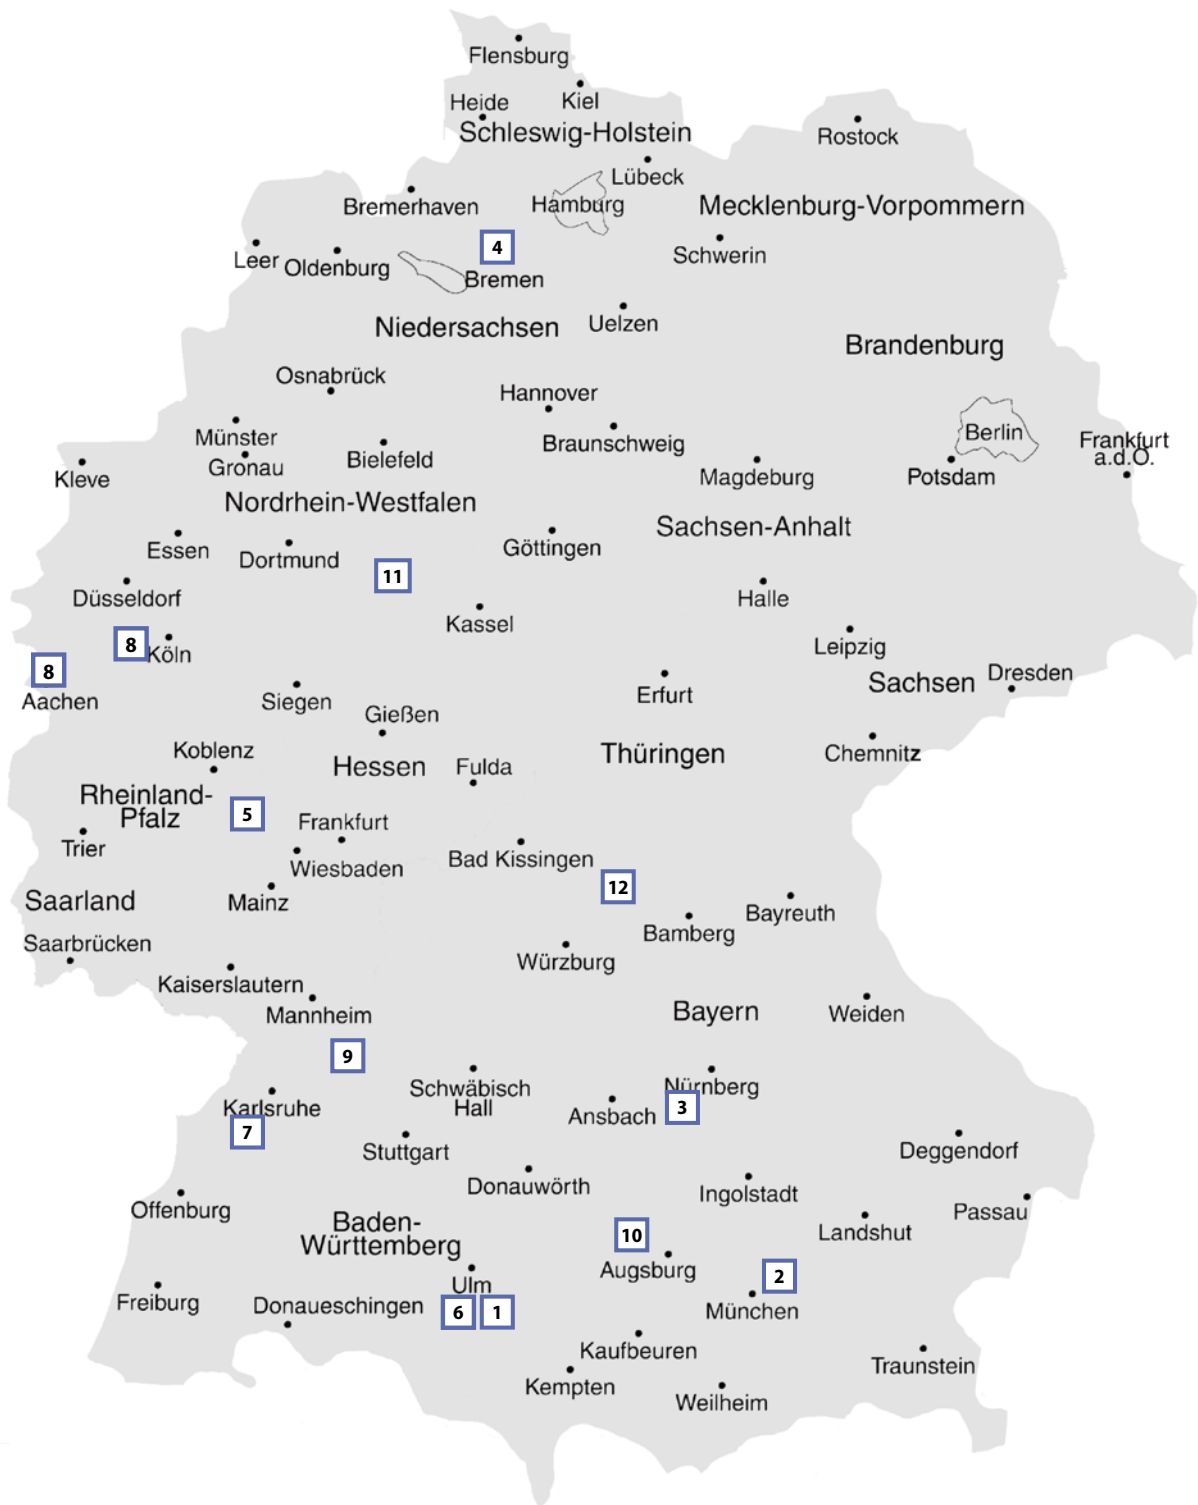 Flensburg
Heide
Kiel
Schleswig-Holstein
Rostock
Lübeck
Bremerhaven
Hamburg
Mecklenburg-Vorpommern
4
Leer
Oldenburg
Bremen
Schwerin
Niedersachsen
Uelzen
Brandenburg
Osnabrück
Hannover
Münster
Gronau
Bielefeld
Braunschweig
Berlin
Frankfurt
a.d.O.
Kleve
Magdeburg
Potsdam
Nordrhein-Westfalen
Sachsen-Anhalt
Essen
Dortmund
Göttingen
11
Düsseldorf
Halle
Kassel
8
Köln
Leipzig
8
Aachen
Siegen
Erfurt
Sachsen
Dresden
Gießen
Koblenz
Hessen
Fulda
Thüringen
Chemnitz
Rheinland-
Pfalz
5
Frankfurt
Trier
Wiesbaden
Bad Kissingen
12
Saarland
Mainz
Bamberg
Bayreuth
Saarbrücken
Würzburg
Kaiserslautern
Mannheim
Bayern
Weiden
9
Schwäbisch
Hall
Nürnberg
Karlsruhe
Ansbach
3
7
Stuttgart
Deggendorf
Donauwörth
Ingolstadt
Offenburg
Passau
Baden-
Württemberg
10
Landshut
Augsburg
2
Ulm
Freiburg
Donaueschingen
6
1
München
Kaufbeuren
Traunstein
Kempten
Weilheim